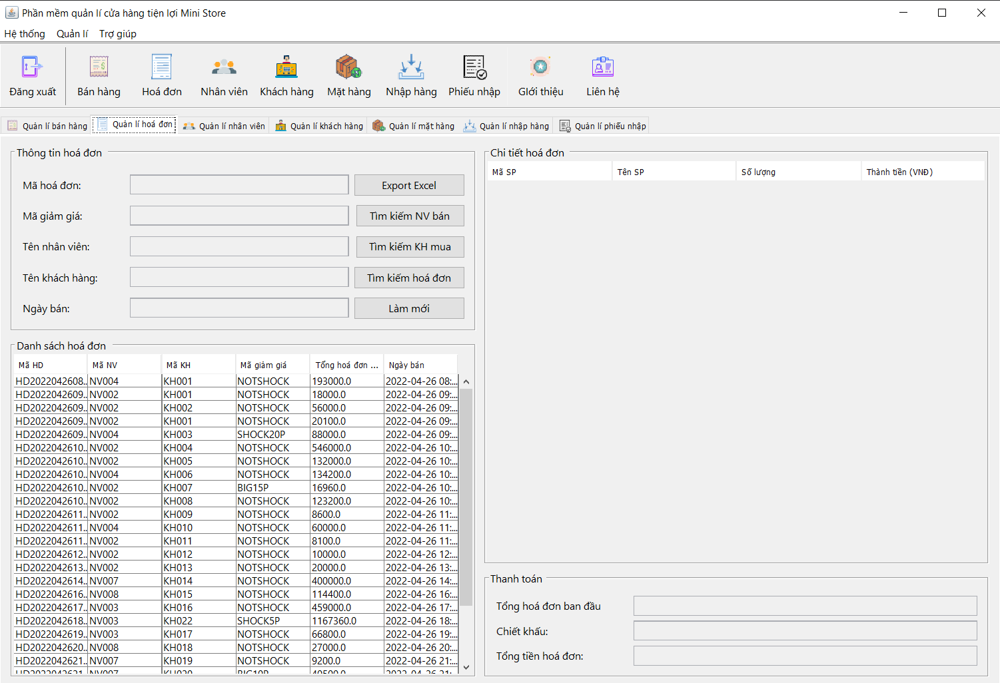 Phần mềm quản lí cửa hàng tiện lợi Mini Store
Hệ thống Quản lí Trợ giúp
Đăng xuất Bán hàng Hoá đơn Nhân viên Khách hàng Mặt hàng Nhập hàng Phiếu nhập Giới thiệu Liên hệ
Quản lí bán hàng Quản lí hoá đơn Quản lí nhân viên Quản lí khách hàng Quản lí mặt hàng Quản lí nhập hàng Quản lí phiếu nhập
Thông tin hoá đơn
Mã hoá đơn: Export Excel
Mã giảm giá: Tìm kiếm NV bán
Tên nhân viên: Tìm kiếm KH mua
Tên khách hàng: Tìm kiếm hoá đơn
Ngày bán: Làm mới
Danh sách hoá đơn
Mã HD Mã NV Mã KH Mã giảm giá Tổng hoá đơn ... Ngày bán
HD2022042608.. NV004 KH001 NOTSHOCK 193000.0 2022-04-26 08:...
HD2022042609.. NV002 KH001 NOTSHOCK 18000.0 2022-04-26 09:...
HD2022042609.. NV002 KH002 NOTSHOCK 56000.0 2022-04-26 09:...
HD2022042609.. NV002 KH001 NOTSHOCK 20100.0 2022-04-26 09:...
HD2022042609.. NV004 KH003 SHOCK20P 88000.0 2022-04-26 09:...
HD2022042610.. NV002 KH004 NOTSHOCK 546000.0 2022-04-26 10:...
HD2022042610.. NV002 KH005 NOTSHOCK 132000.0 2022-04-26 10:...
HD2022042610.. NV004 KH006 NOTSHOCK 134200.0 2022-04-26 10:...
HD2022042610.. NV002 KH007 BIG15P 16960.0 2022-04-26 10:...
HD2022042610.. NV002 KH008 NOTSHOCK 123200.0 2022-04-26 10:...
HD2022042611.. NV002 KH009 NOTSHOCK 8600.0 2022-04-26 11:...
HD2022042611.. NV004 KH010 NOTSHOCK 60000.0 2022-04-26 11:...
HD2022042611.. NV002 KH011 NOTSHOCK 8100.0 2022-04-26 11:...
HD2022042612.. NV002 KH012 NOTSHOCK 10000.0 2022-04-26 12:...
HD2022042613.. NV002 KH013 NOTSHOCK 20000.0 2022-04-26 13:...
HD2022042614.. NV007 KH014 NOTSHOCK 400000.0 2022-04-26 14:...
HD2022042616.. NV008 KH015 NOTSHOCK 114400.0 2022-04-26 16:...
HD2022042617.. NV003 KH016 NOTSHOCK 459000.0 2022-04-26 17:...
HD2022042618.. NV003 KH022 SHOCK5P 1167360.0 2022-04-26 18:...
HD2022042619.. NV003 KH017 NOTSHOCK 66800.0 2022-04-26 19:...
HD2022042620.. NV008 KH018 NOTSHOCK 27000.0 2022-04-26 20:...
HD2022042621.. NV007 KH019 NOTSHOCK 9200.0 2022-04-26 21:...
Chi tiết hoá đơn
Mã SP Tên SP Số lượng Thành tiền (VNĐ)
Thanh toán
Tổng hoá đơn ban đầu
Chiết khấu:
Tổng tiền hoá đơn: